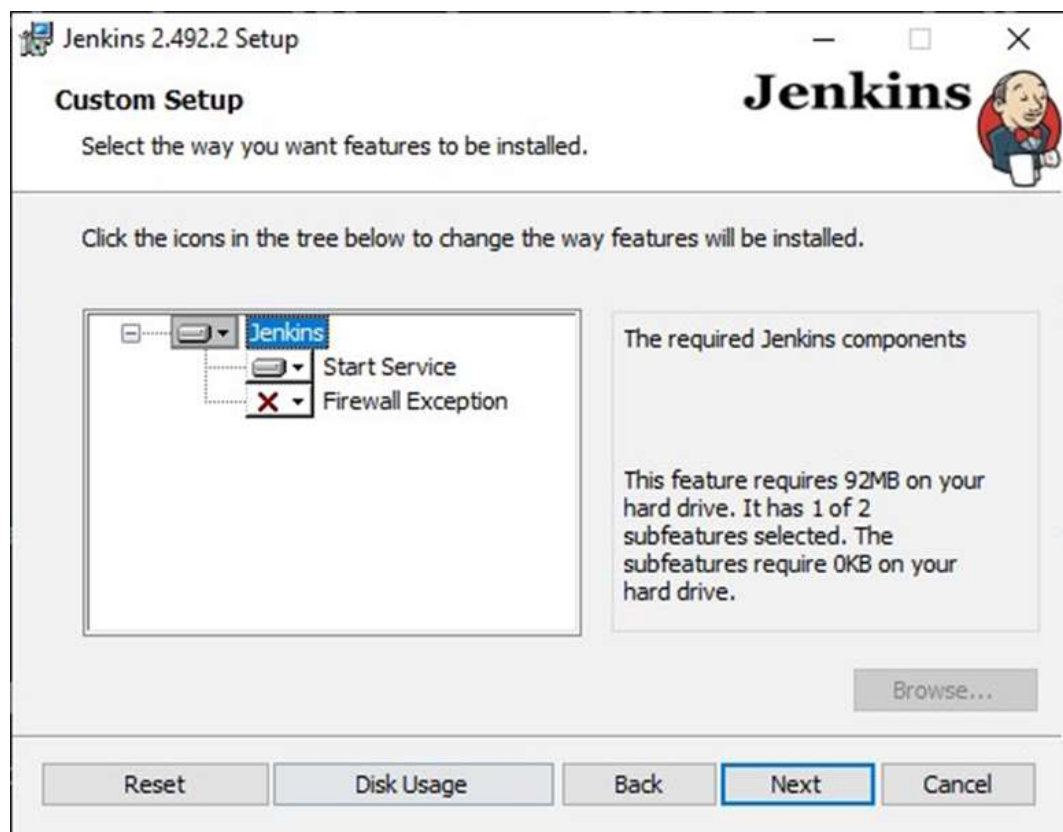 Jenkins 2.492.2 Setup
Custom Setup
Jenkins
Select the way you want features to be installed.
Click the icons in the tree below to change the way features will be installed.
Jenkins
Start Service
Firewall Exception
The required Jenkins components
This feature requires 92MB on your
hard drive. It has 1 of 2
subfeatures selected. The
subfeatures require 0KB on your
hard drive.
Browse...
Reset
Disk Usage
Back
Next
Cancel